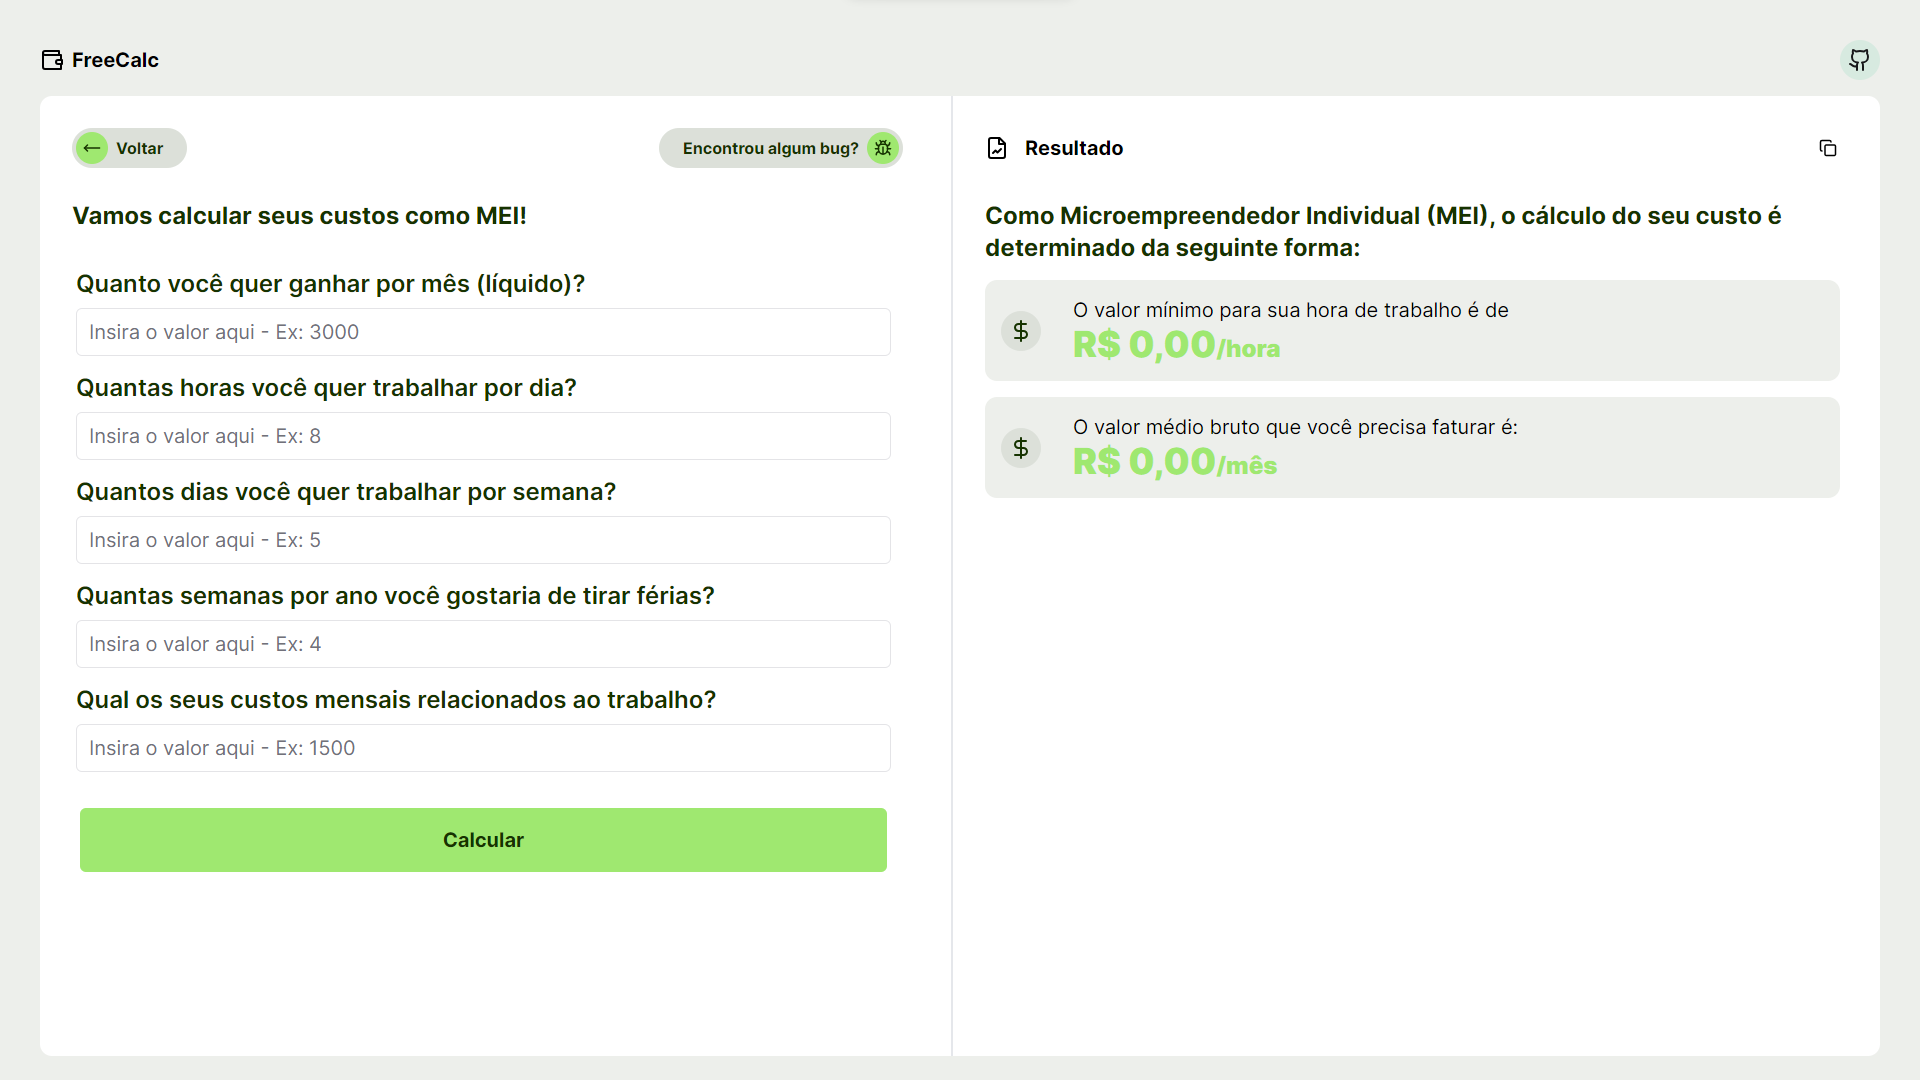 FreeCalc
Voltar
Encontrou algum bug?
Vamos calcular seus custos como MEI!
Quanto você quer ganhar por mês (líquido)?
Insira o valor aqui - Ex: 3000
Quantas horas você quer trabalhar por dia?
Insira o valor aqui - Ex: 8
Quantos dias você quer trabalhar por semana?
Insira o valor aqui - Ex: 5
Quantas semanas por ano você gostaria de tirar férias?
Insira o valor aqui - Ex: 4
Qual os seus custos mensais relacionados ao trabalho?
Insira o valor aqui - Ex: 1500
Calcular
Resultado
Como Microempreendedor Individual (MEI), o cálculo do seu custo é
determinado da seguinte forma:
O valor mínimo para sua hora de trabalho é de
R$ 0,00/hora
O valor médio bruto que você precisa faturar é:
R$ 0,00/mês